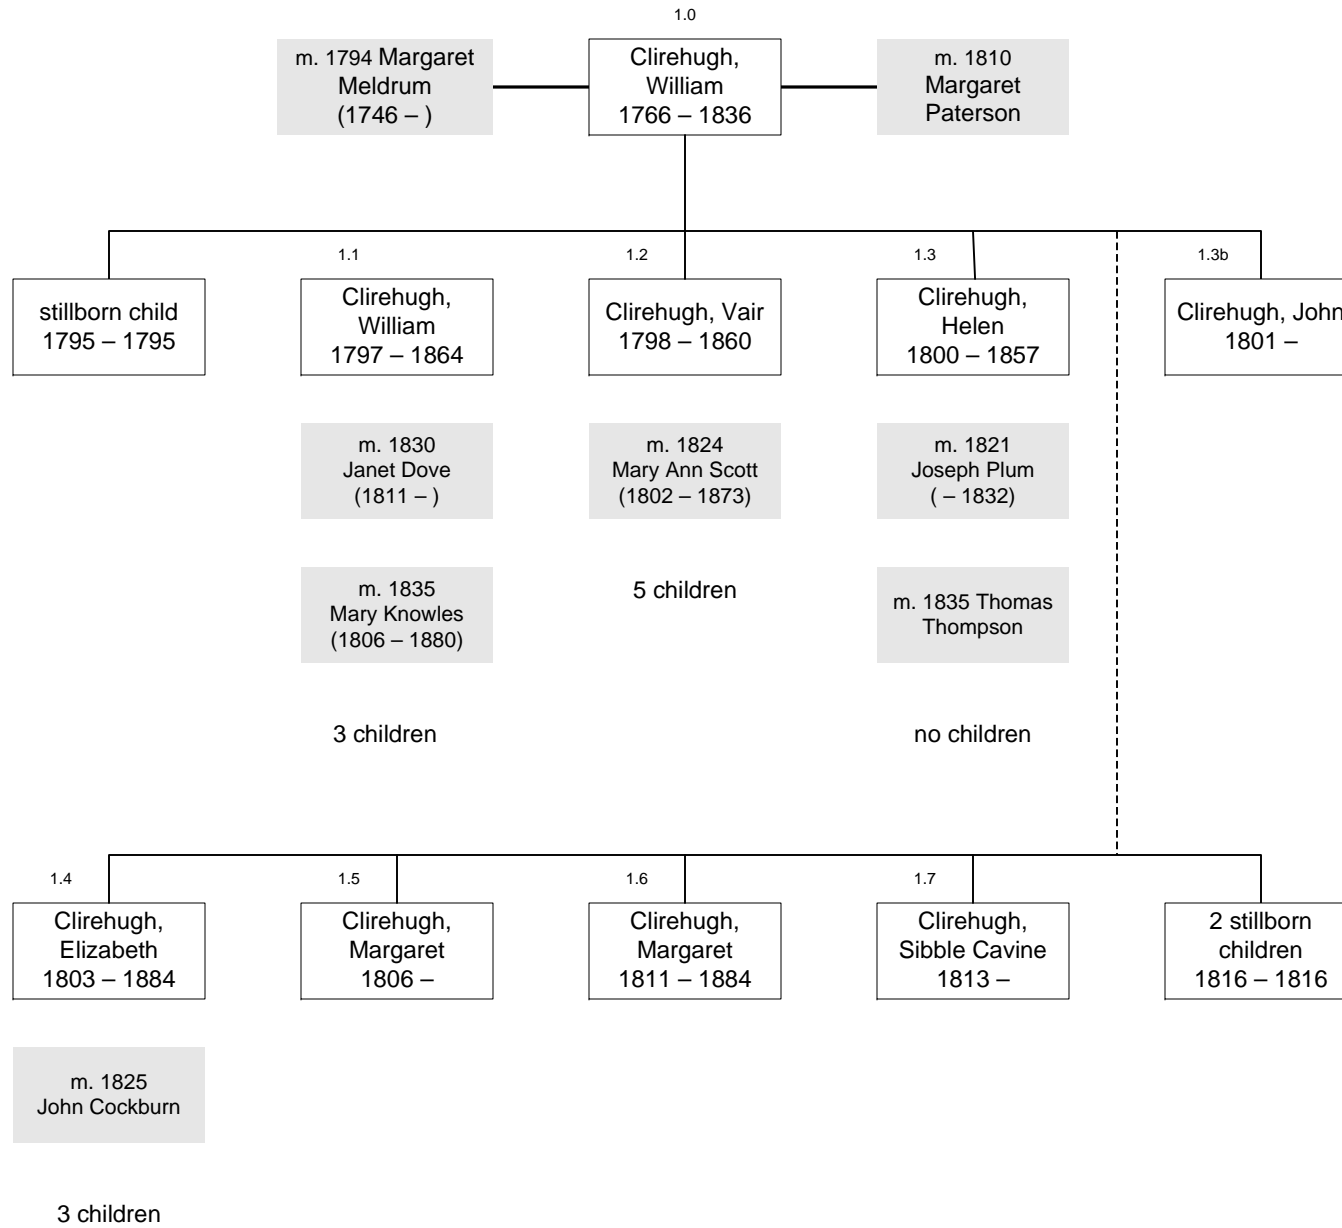 1.0
m. 1794 Margaret
Meldrum
(1746 – )
Clirehugh,
William
1766 – 1836
m. 1810
Margaret
Paterson
stillborn child
1795 – 1795
1.1
Clirehugh,
William
1797 – 1864
1.2
Clirehugh, Vair
1798 – 1860
1.3
Clirehugh,
Helen
1800 – 1857
1.3b
Clirehugh, John
1801 –
m. 1830
Janet Dove
(1811 – )
m. 1824
Mary Ann Scott
(1802 – 1873)
m. 1821
Joseph Plum
( – 1832)
m. 1835
Mary Knowles
(1806 – 1880)
5 children
m. 1835 Thomas
Thompson
3 children
no children
1.4
Clirehugh,
Elizabeth
1803 – 1884
1.5
Clirehugh,
Margaret
1806 –
1.6
Clirehugh,
Margaret
1811 – 1884
1.7
Clirehugh,
Sibble Cavine
1813 –
2 stillborn
children
1816 – 1816
m. 1825
John Cockburn
3 children